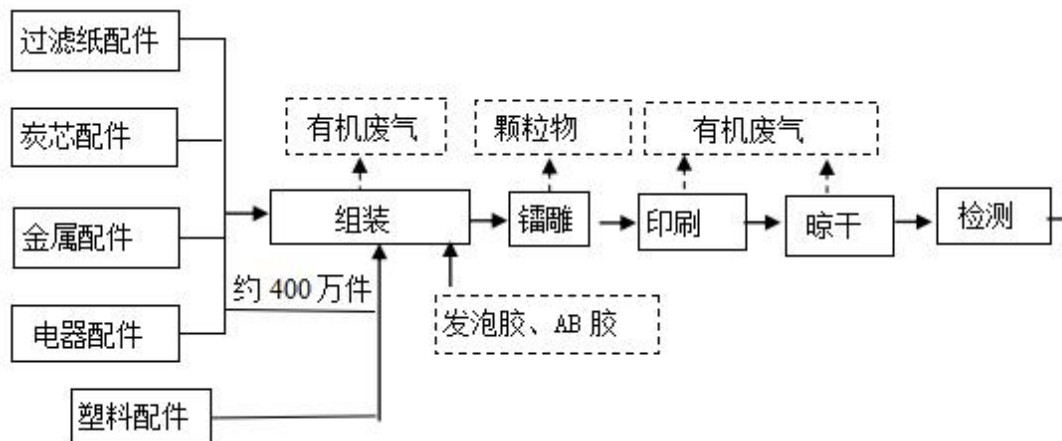 过滤纸配件
炭芯配件
金属配件
电器配件
塑料配件
约 400 万件
有机废气
颗粒物
有机废气
组装
镭雕
印刷
晾干
检测
发泡胶、AB 胶